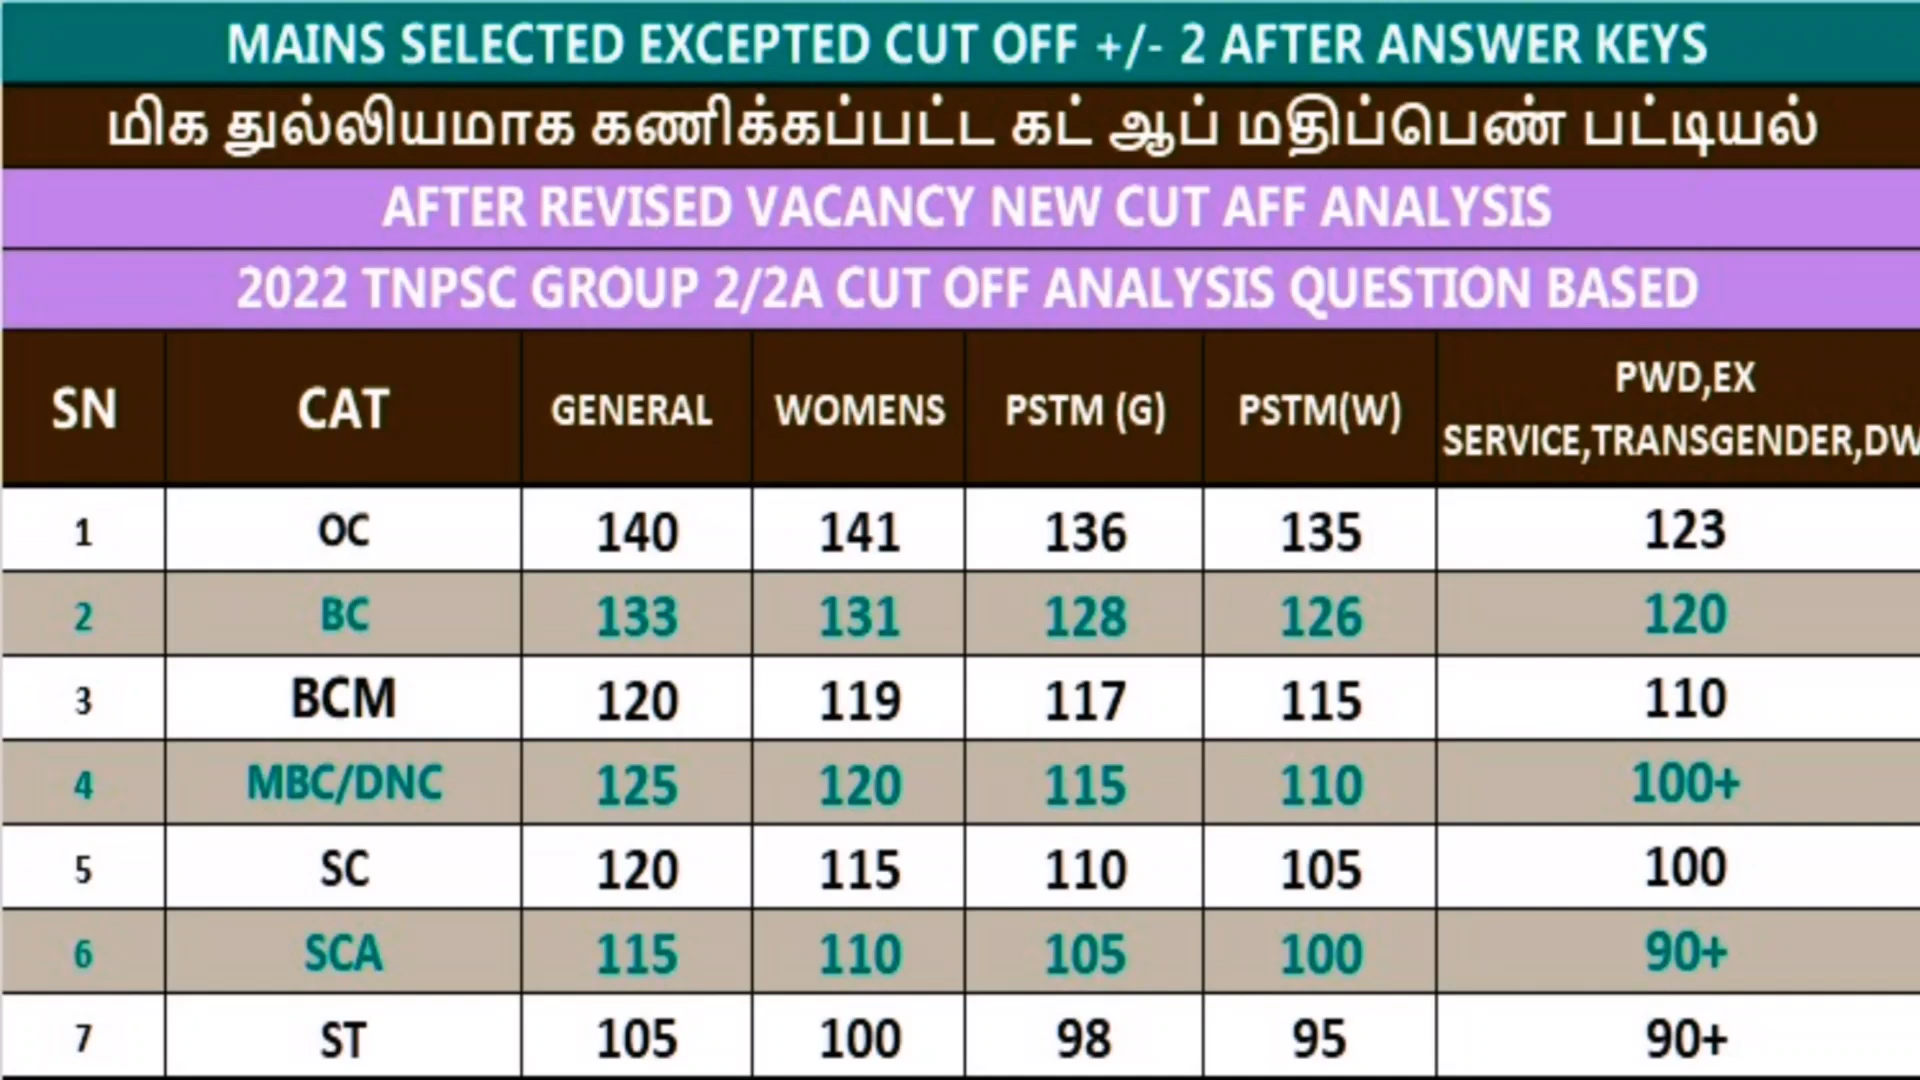 MAINS SELECTED EXCEPTED CUT OFF +/- 2 AFTER ANSWER KEYS
மிக துல்லியமாக கணிக்கப்பட்ட கட் ஆப் மதிப்பெண் பட்டியல்
AFTER REVISED VACANCY NEW CUT AFF ANALYSIS
2022 TNPSC GROUP 2/2A CUT OFF ANALYSIS QUESTION BASED
SN CAT GENERAL WOMENS PSTM (G) PSTM(W) PWD,EX
SERVICE,TRANSGENDER,DW
1 OC 140 141 136 135 123
2 BC 133 131 128 126 120
3 BCM 120 119 117 115 110
4 MBC/DNC 125 120 115 110 100+
5 SC 120 115 110 105 100
6 SCA 115 110 105 100 90+
7 ST 105 100 98 95 90+